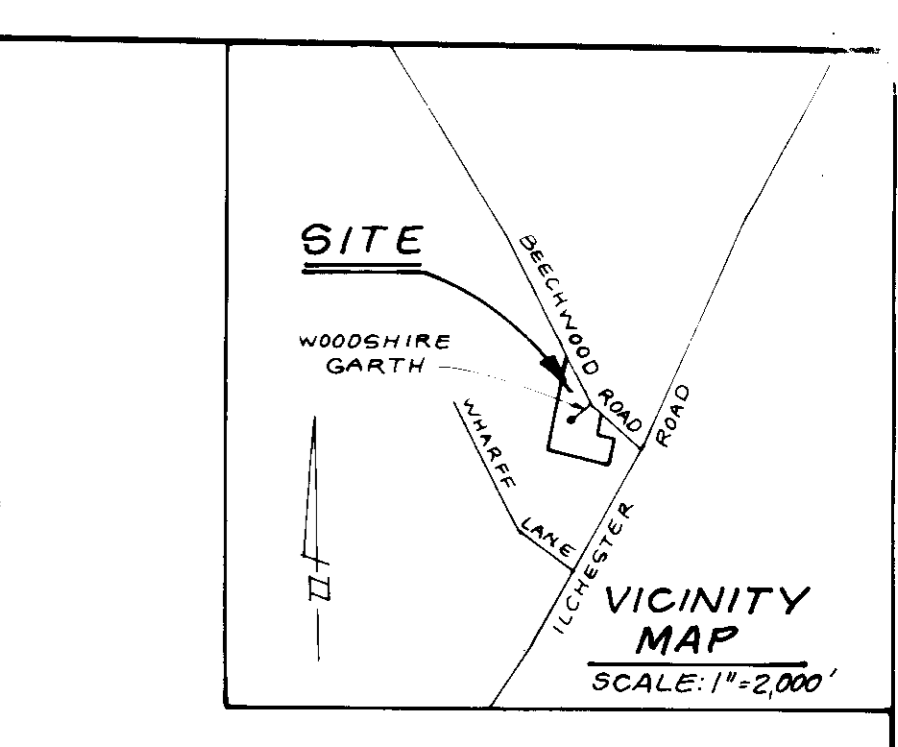 SITE
BEECHWOOD ROAD
WOODSHIRE
GARTH
WHARFF
LANE
ILCHESTER ROAD
VICINITY
MAP
SCALE: 1"=2,000'